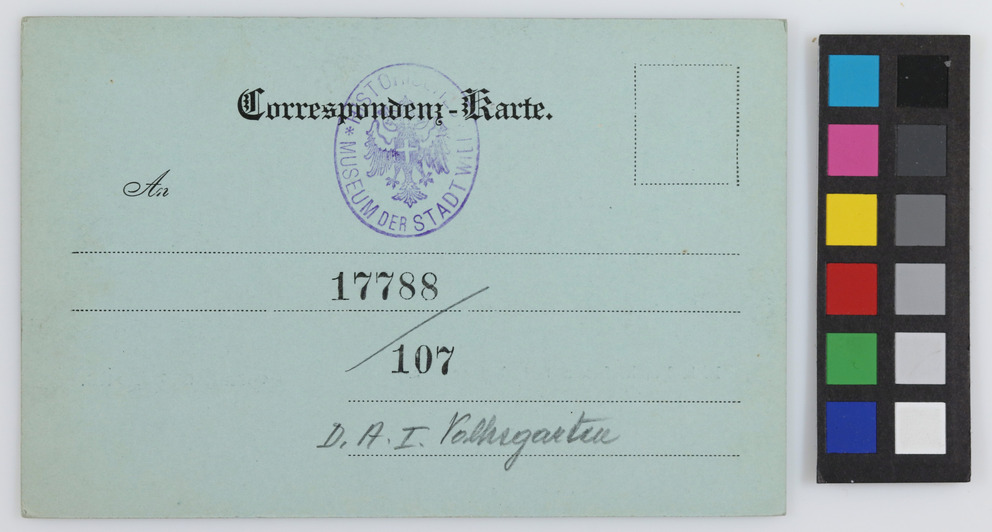 Correspondenz-Karte.
HISTORISCHES MUSEUM DER STADT WIEN
An
17788
107
D. A. I. Volksgarten